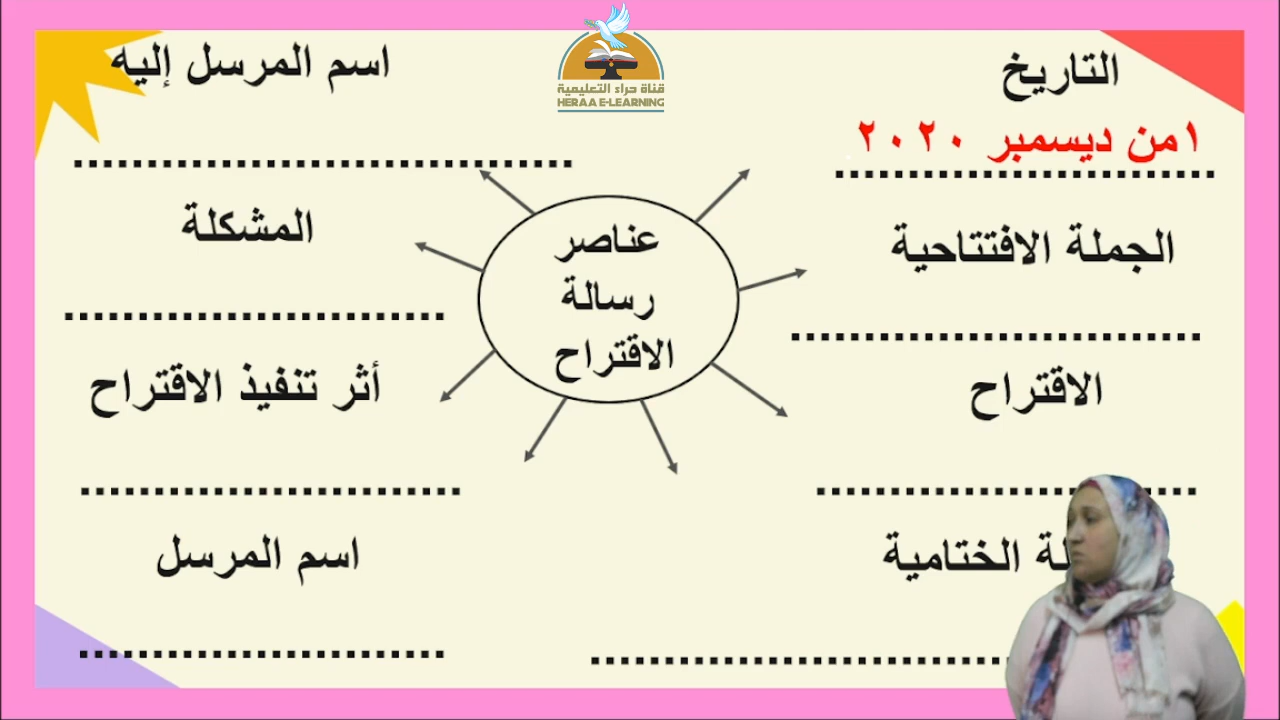 قناة حراء التعليمية
HERAA E-LEARNING
التاريخ
١من ديسمبر ٢٠٢٠
اسم المرسل إليه
الجملة الافتتاحية
المشكلة
عناصر
رسالة
الاقتراح
الاقتراح
أثر تنفيذ الاقتراح
الختامية
اسم المرسل